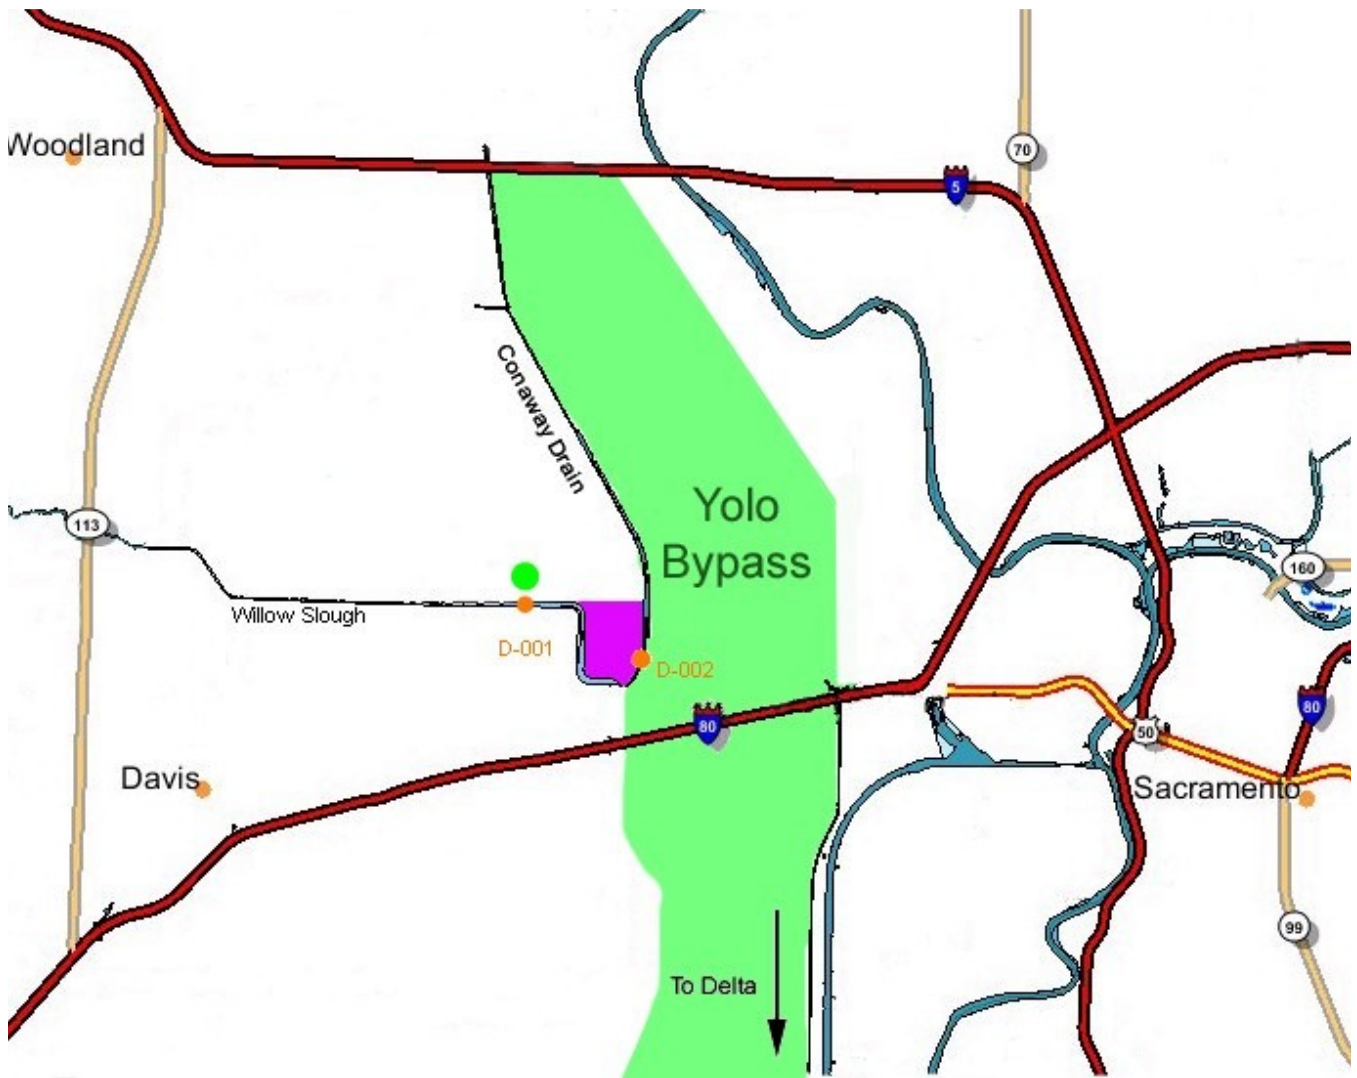 Woodland
70
5
Conaway Drain
Yolo
Bypass
113
160
Willow Slough
D-001
D-002
80
80
50
Davis
Sacramento
99
To Delta